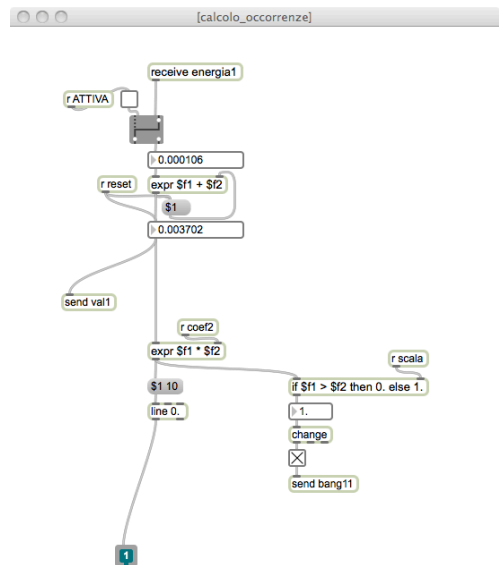 [calcolo_occorrenze]
receive energia1
r ATTIVA
0.000106
r reset
expr $f1 + $f2
$1
0.003702
send val1
r coef2
expr $f1 * $f2
r scala
$1 10
if $f1 > $f2 then 0. else 1.
line 0.
1.
change
send bang11
1